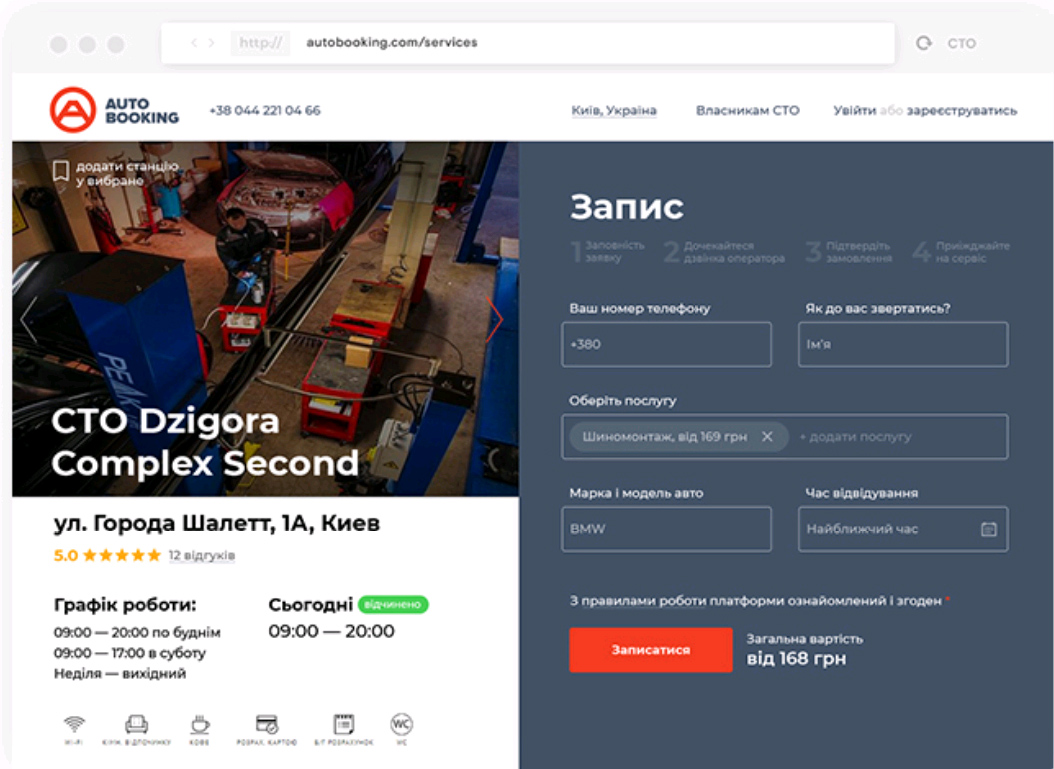 http://
autobooking.com/services
СТО
AUTO
BOOKING
+38 044 221 04 66
Київ, Україна
Власникам СТО
Увійти або зареєструватись
додати станцію
у вибране
PEAK
СТО Dzigora
Complex Second
ул. Города Шалетт, 1А, Киев
5.0
12 відгуків
Графік роботи:
09:00 — 20:00 по буднім
09:00 — 17:00 в суботу
Неділя — вихідний
Сьогодні відчинено
09:00 — 20:00
WI-FI
КІМН. ВІДПОЧИНКУ
КОФЕ
РОЗРАХ. КАРТОЮ
Б/Г РОЗРАХУНОК
WC
WC
Запис
1 Заповність
заявку
2 Дочекайтеся
дзвінка оператора
3 Підтвердіть
замовлення
4 Приїжджайте
на сервіс
Ваш номер телефону
+380
Як до вас звертатись?
Ім'я
Оберіть послугу
Шиномонтаж, від 169 грн
+ додати послугу
Марка і модель авто
BMW
Час відвідування
Найближчий час
З правилами роботи платформи ознайомлений і згоден *
Записатися
Загальна вартість
від 168 грн